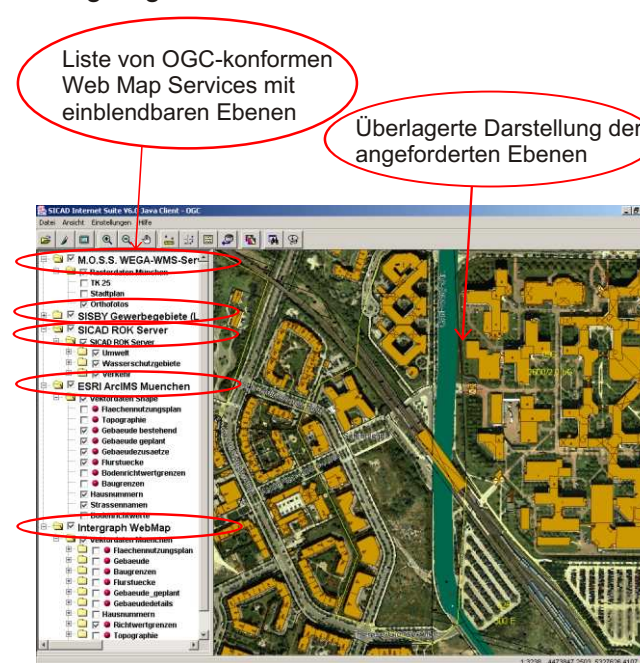 Liste von OGC-konformen
Web Map Services mit
einblendbaren Ebenen
Überlagerte Darstellung der
angeforderten Ebenen
SICAD Internet Suite V6.0 Java Client - OGC
Datei Ansicht Einstellungen Hilfe
M.O.S.S. WEGA-WMS-Ser
Rasterdaten München
TK 25
Stadtplan
Orthofotos
SISBY Gewerbegebiete (L
SICAD ROK Server
SICAD ROK Server
Umwelt
Wasserschutzgebiete
Verkehr
ESRI ArcIMS Muenchen
Vektordaten Shape
Flaechennutzungsplan
Topographie
Gebaeude bestehend
Gebaeude geplant
Gebaeudezusaetze
Flurstuecke
Bodenrichtwertgrenzen
Baugrenzen
Hausnummern
Strassennamen
Bodenrichtwerte
Intergraph WebMap
Vektordaten Muenchen
Flaechennutzungsplan
Gebaeude
Baugrenzen
Flurstuecke
Gebaeude_geplant
Gebaeudedetails
Hausnummern
Richtwertgrenzen
Topographie